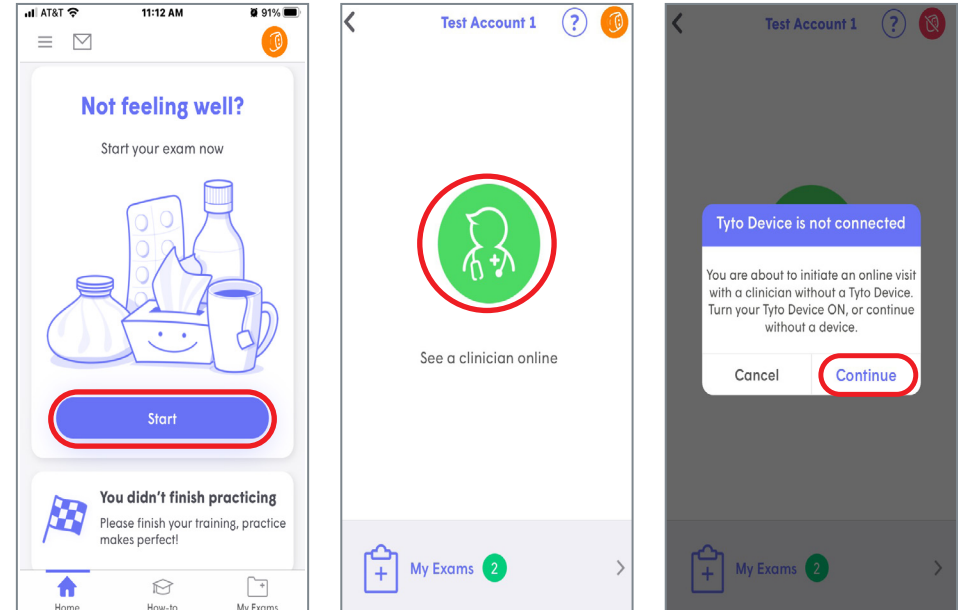 AT&T 11:12 AM 91%
Not feeling well?
Start your exam now
Start
You didn't finish practicing
Please finish your training, practice
makes perfect!
Home How-to My Exams
Test Account 1 ?
See a clinician online
My Exams 2
Test Account 1 ?
Tyto Device is not connected
You are about to initiate an online visit
with a clinician without a Tyto Device.
Turn your Tyto Device ON, or continue
without a device.
Cancel Continue
My Exams 2